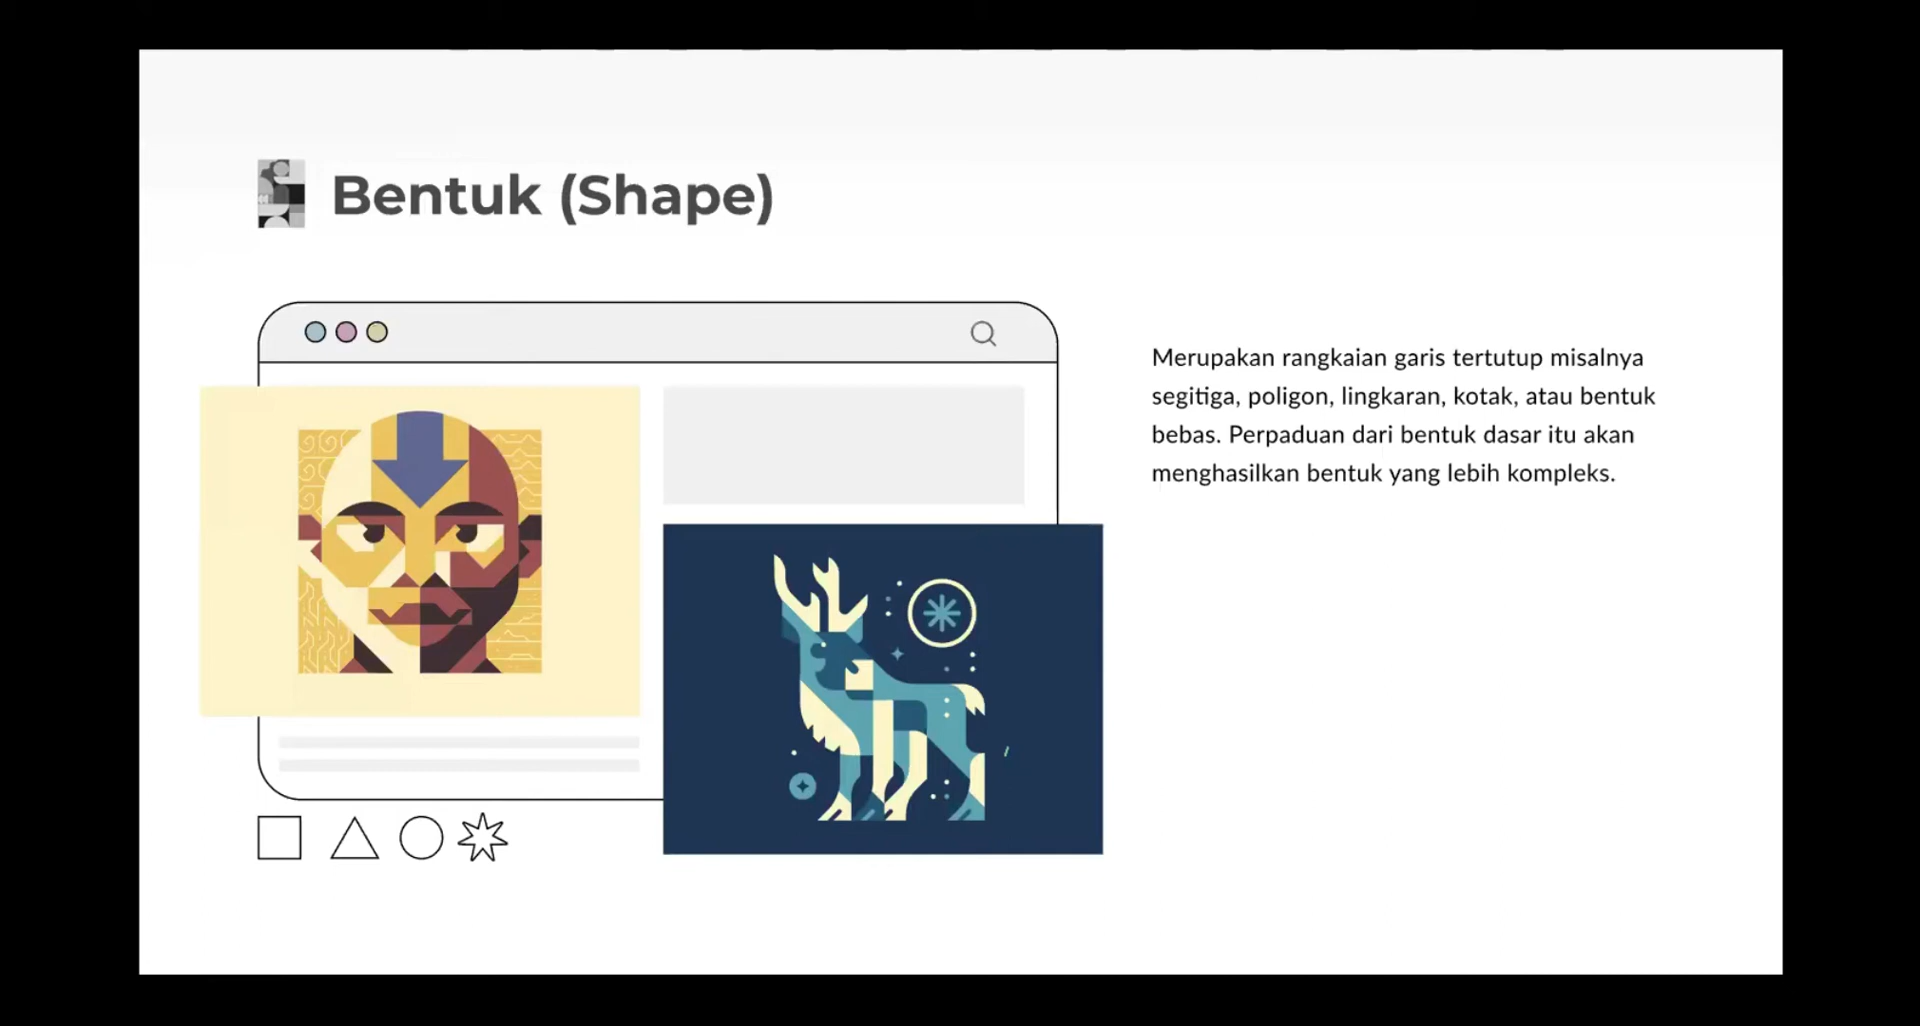 Bentuk (Shape)
Merupakan rangkaian garis tertutup misalnya
segitiga, poligon, lingkaran, kotak, atau bentuk
bebas. Perpaduan dari bentuk dasar itu akan
menghasilkan bentuk yang lebih kompleks.